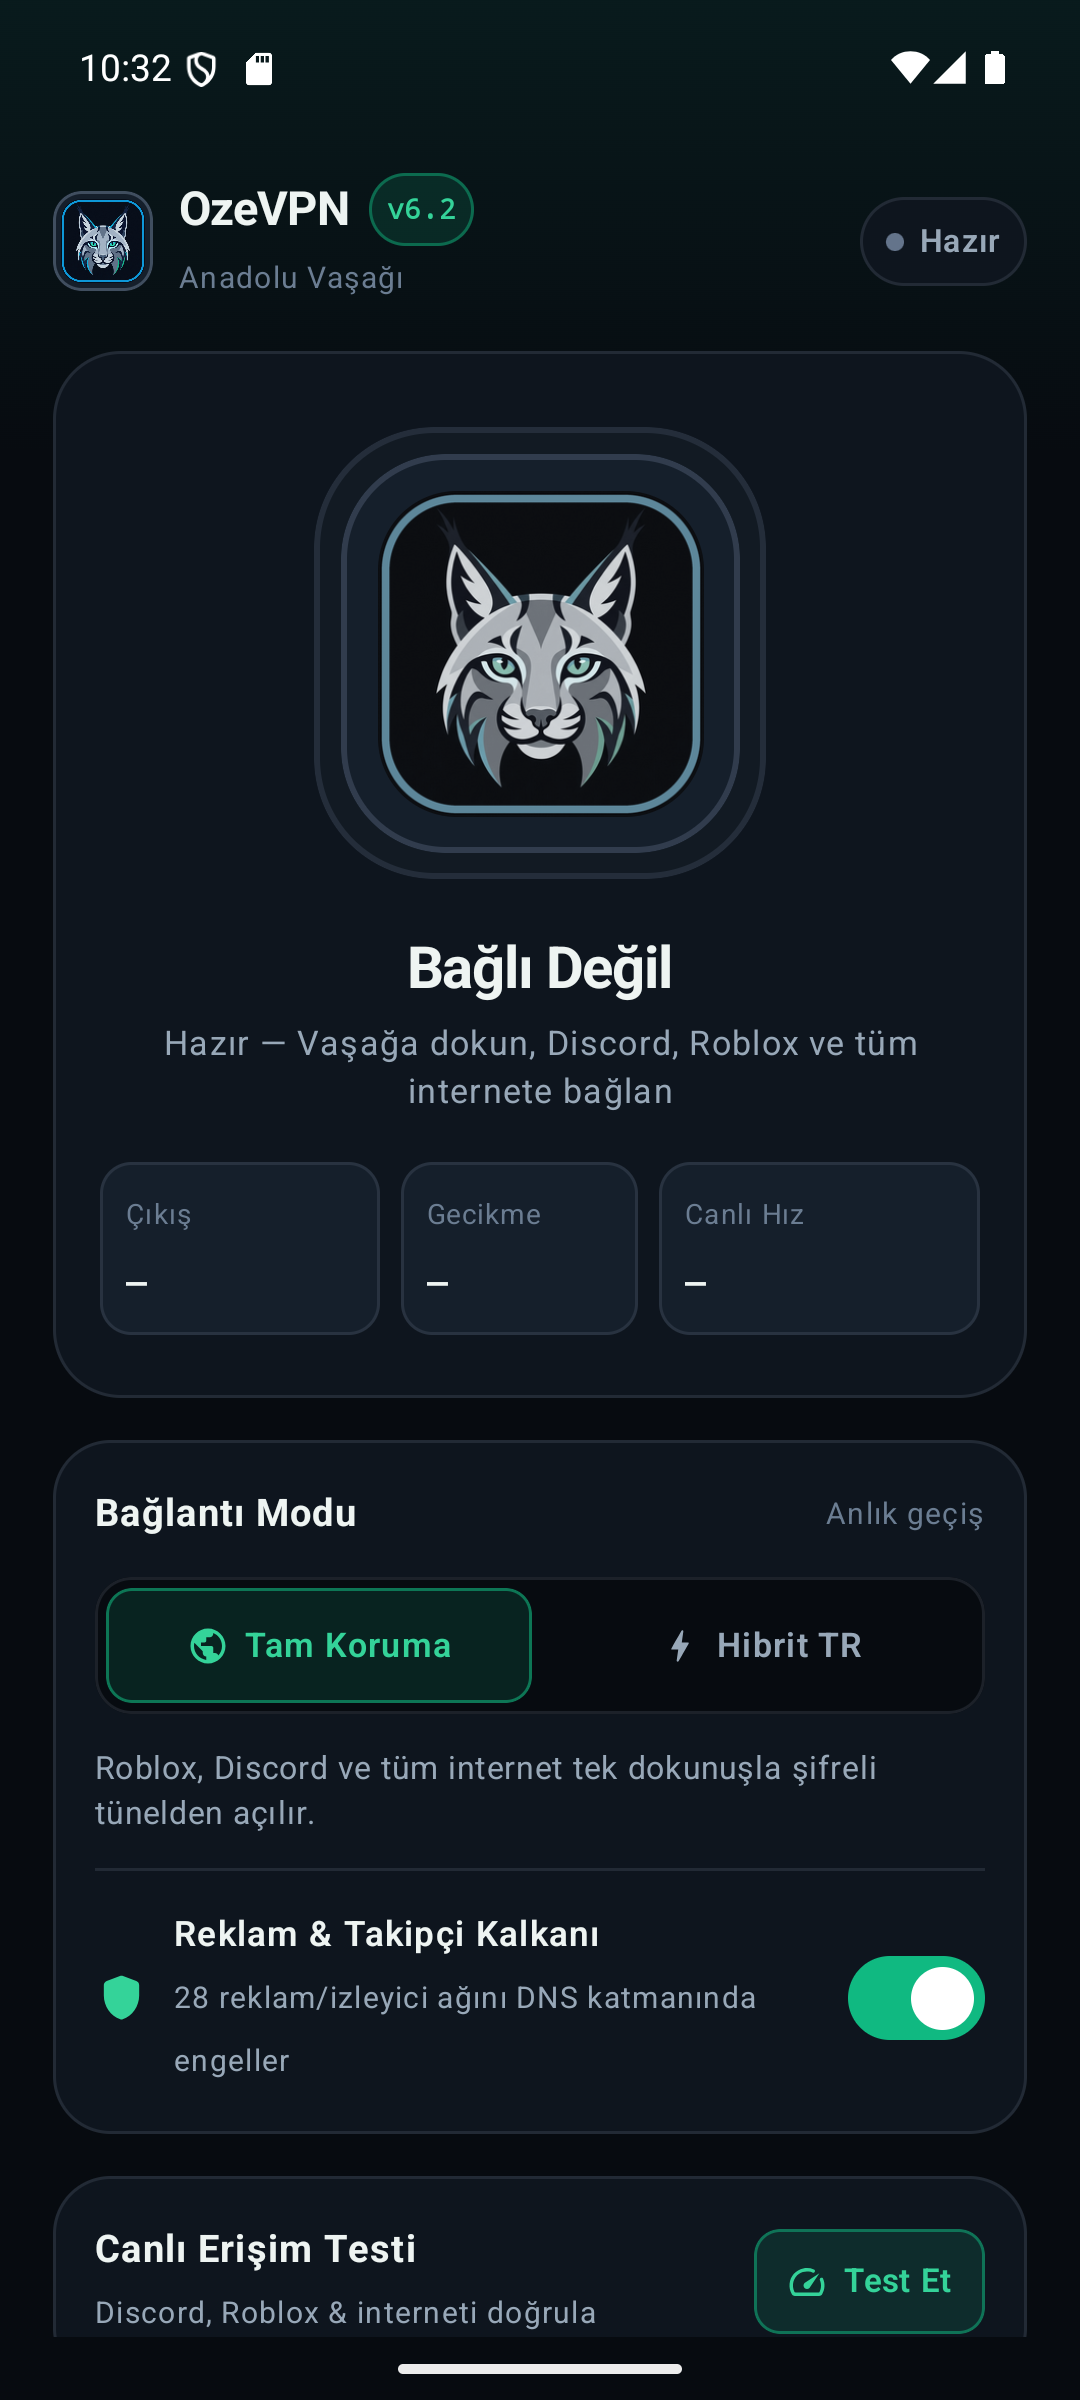 10:32
OzeVPN v6.2
Anadolu Vaşağı
Hazır
Bağlı Değil
Hazır — Vaşağa dokun, Discord, Roblox ve tüm
internete bağlan
Çıkış
—
Gecikme
—
Canlı Hız
—
Bağlantı Modu
Anlık geçiş
Tam Koruma
Hibrit TR
Roblox, Discord ve tüm internet tek dokunuşla şifreli
tünelden açılır.
Reklam & Takipçi Kalkanı
28 reklam/izleyici ağını DNS katmanında
engeller
Canlı Erişim Testi
Discord, Roblox & interneti doğrula
Test Et